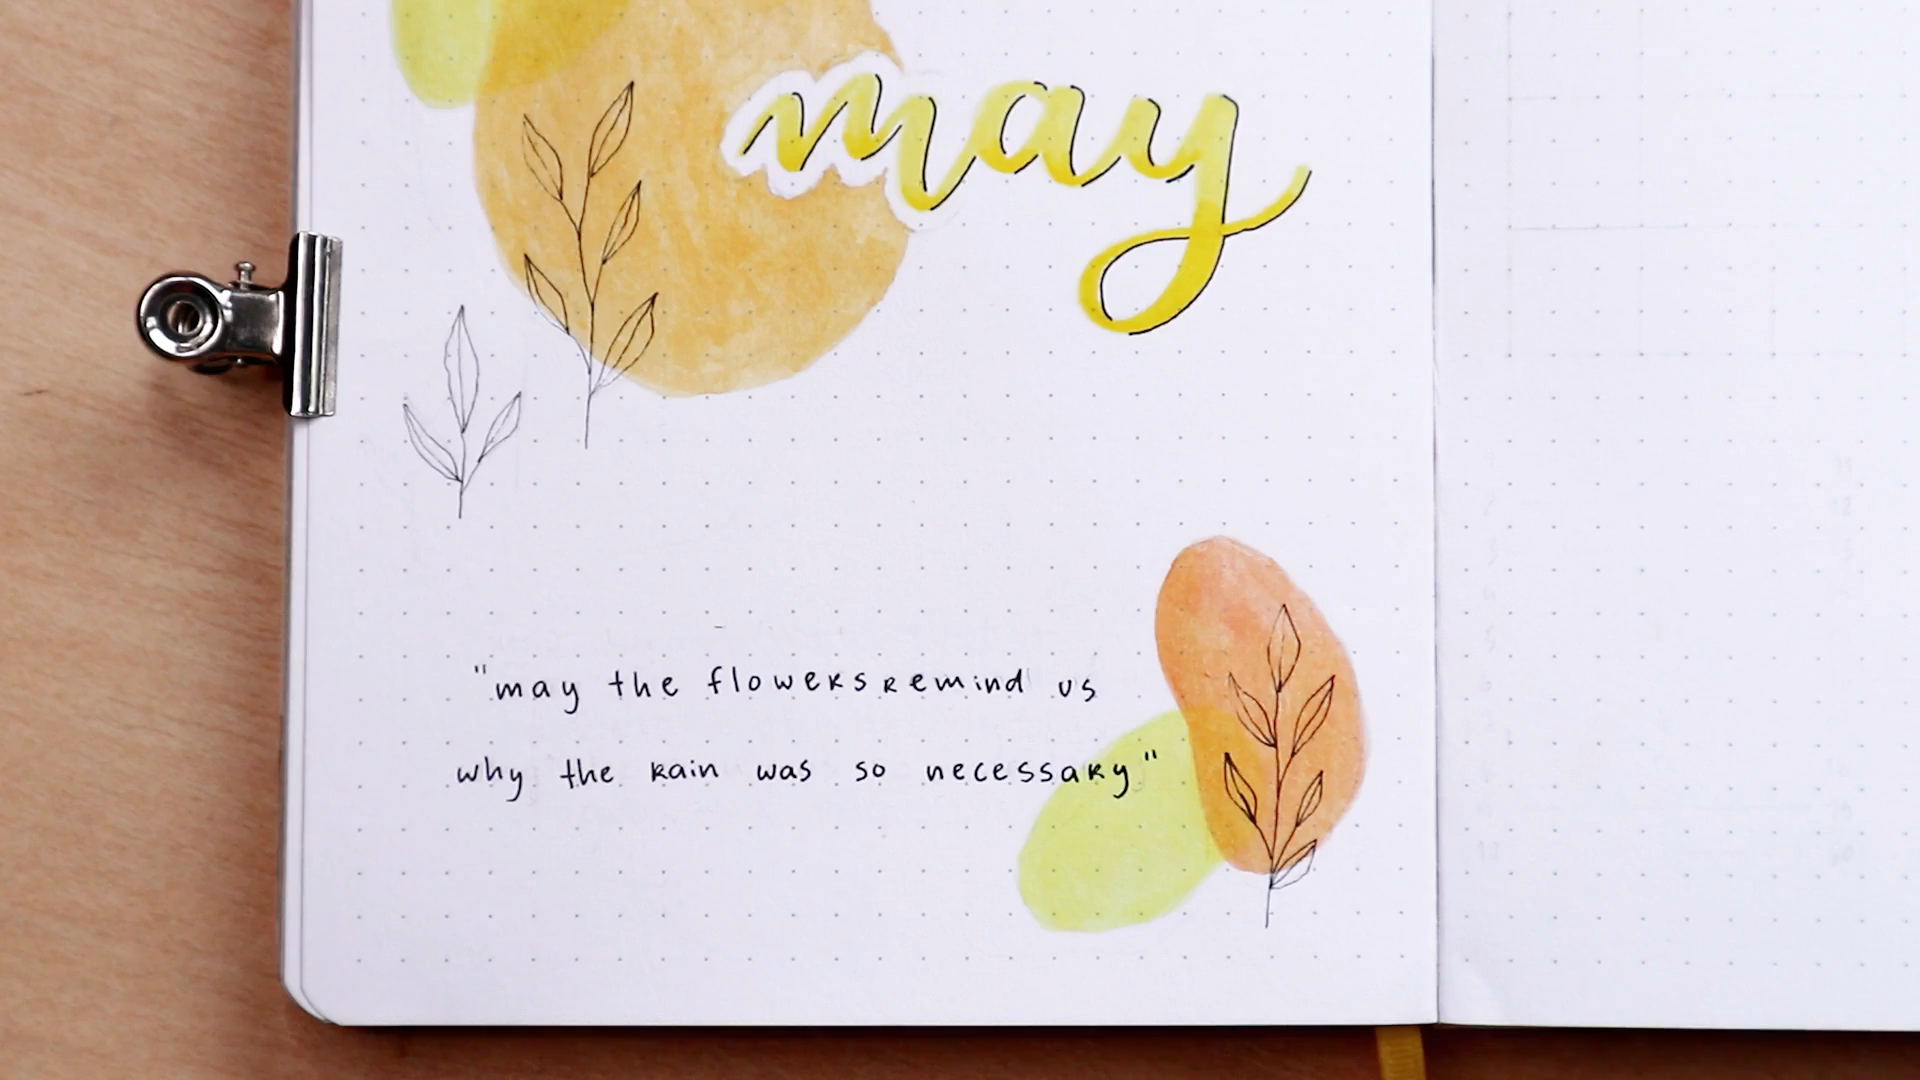 may
"may the flowers remind us
why the rain was so necessary"